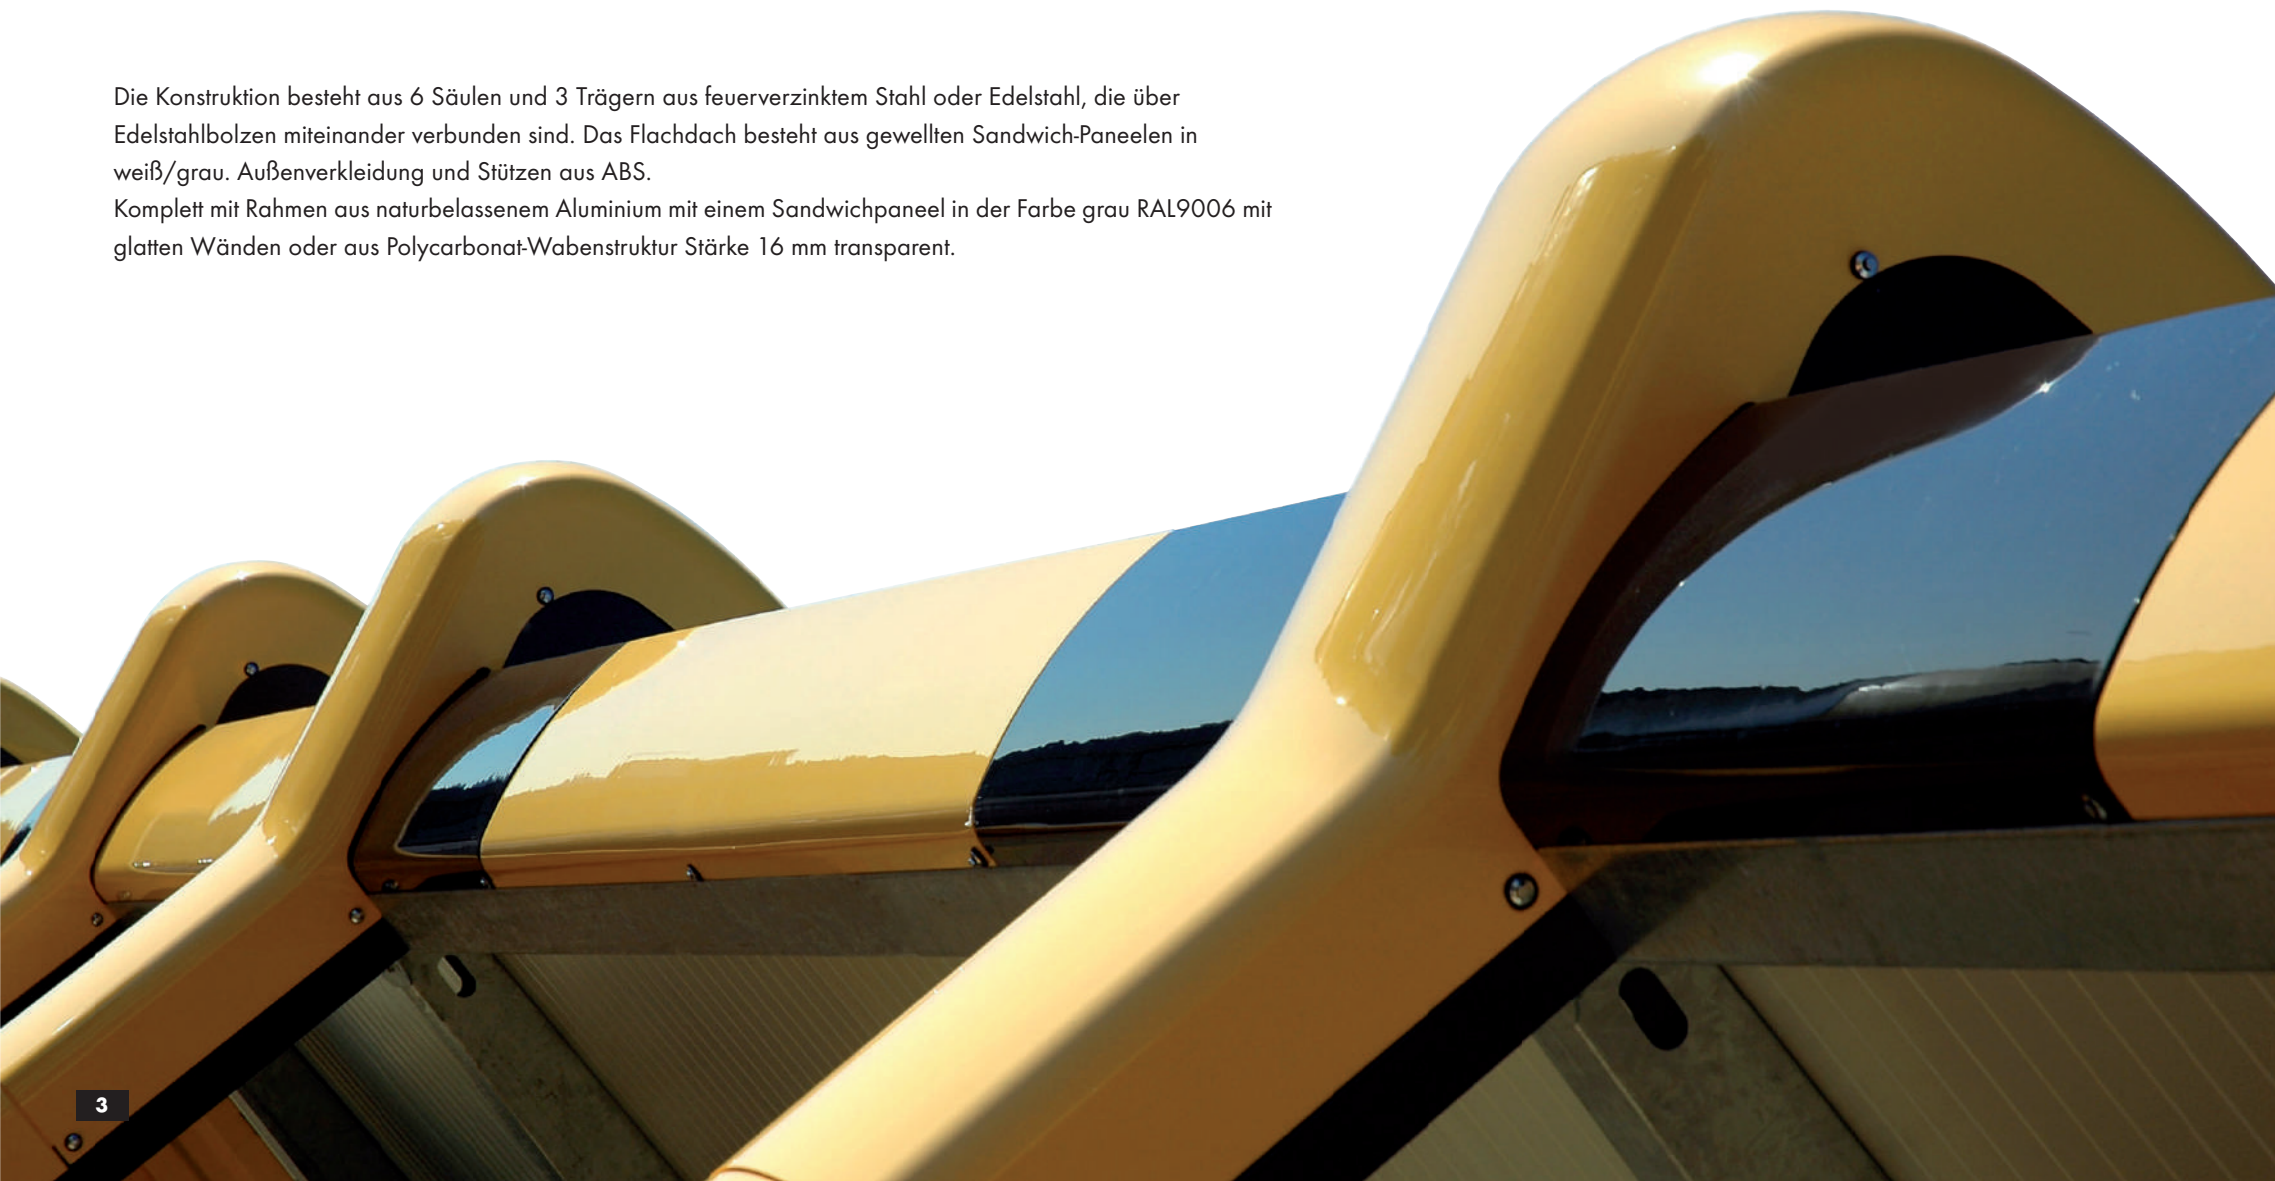 Die Konstruktion besteht aus 6 Säulen und 3 Trägern aus feuerverzinktem Stahl oder Edelstahl, die über
Edelstahlbolzen miteinander verbunden sind. Das Flachdach besteht aus gewellten Sandwich-Paneelen in
weiß/grau. Außenverkleidung und Stützen aus ABS.
Komplett mit Rahmen aus naturbelassenem Aluminium mit einem Sandwichpaneel in der Farbe grau RAL9006 mit
glatten Wänden oder aus Polycarbonat-Wabenstruktur Stärke 16 mm transparent.
3